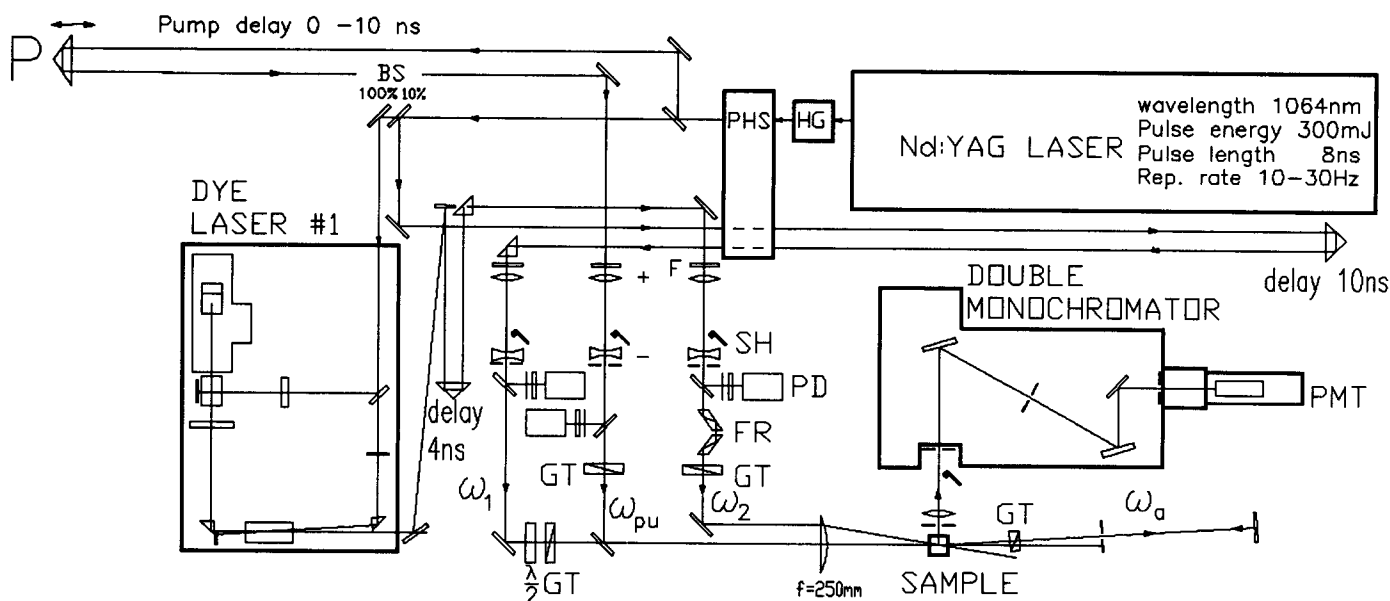 Pump delay 0 -10 ns
P
BS
100% 10%
PHS
HG
Nd:YAG LASER
wavelength 1064nm
Pulse energy 300mJ
Pulse length 8ns
Rep. rate 10-30Hz
DYE
LASER #1
F
+
delay 10ns
DOUBLE
MONOCHROMATOR
SH
-
PD
PMT
delay
4ns
FR
GT
GT
ω1
ωpu
ω2
GT
ωa
λ/2
GT
f=250mm
SAMPLE